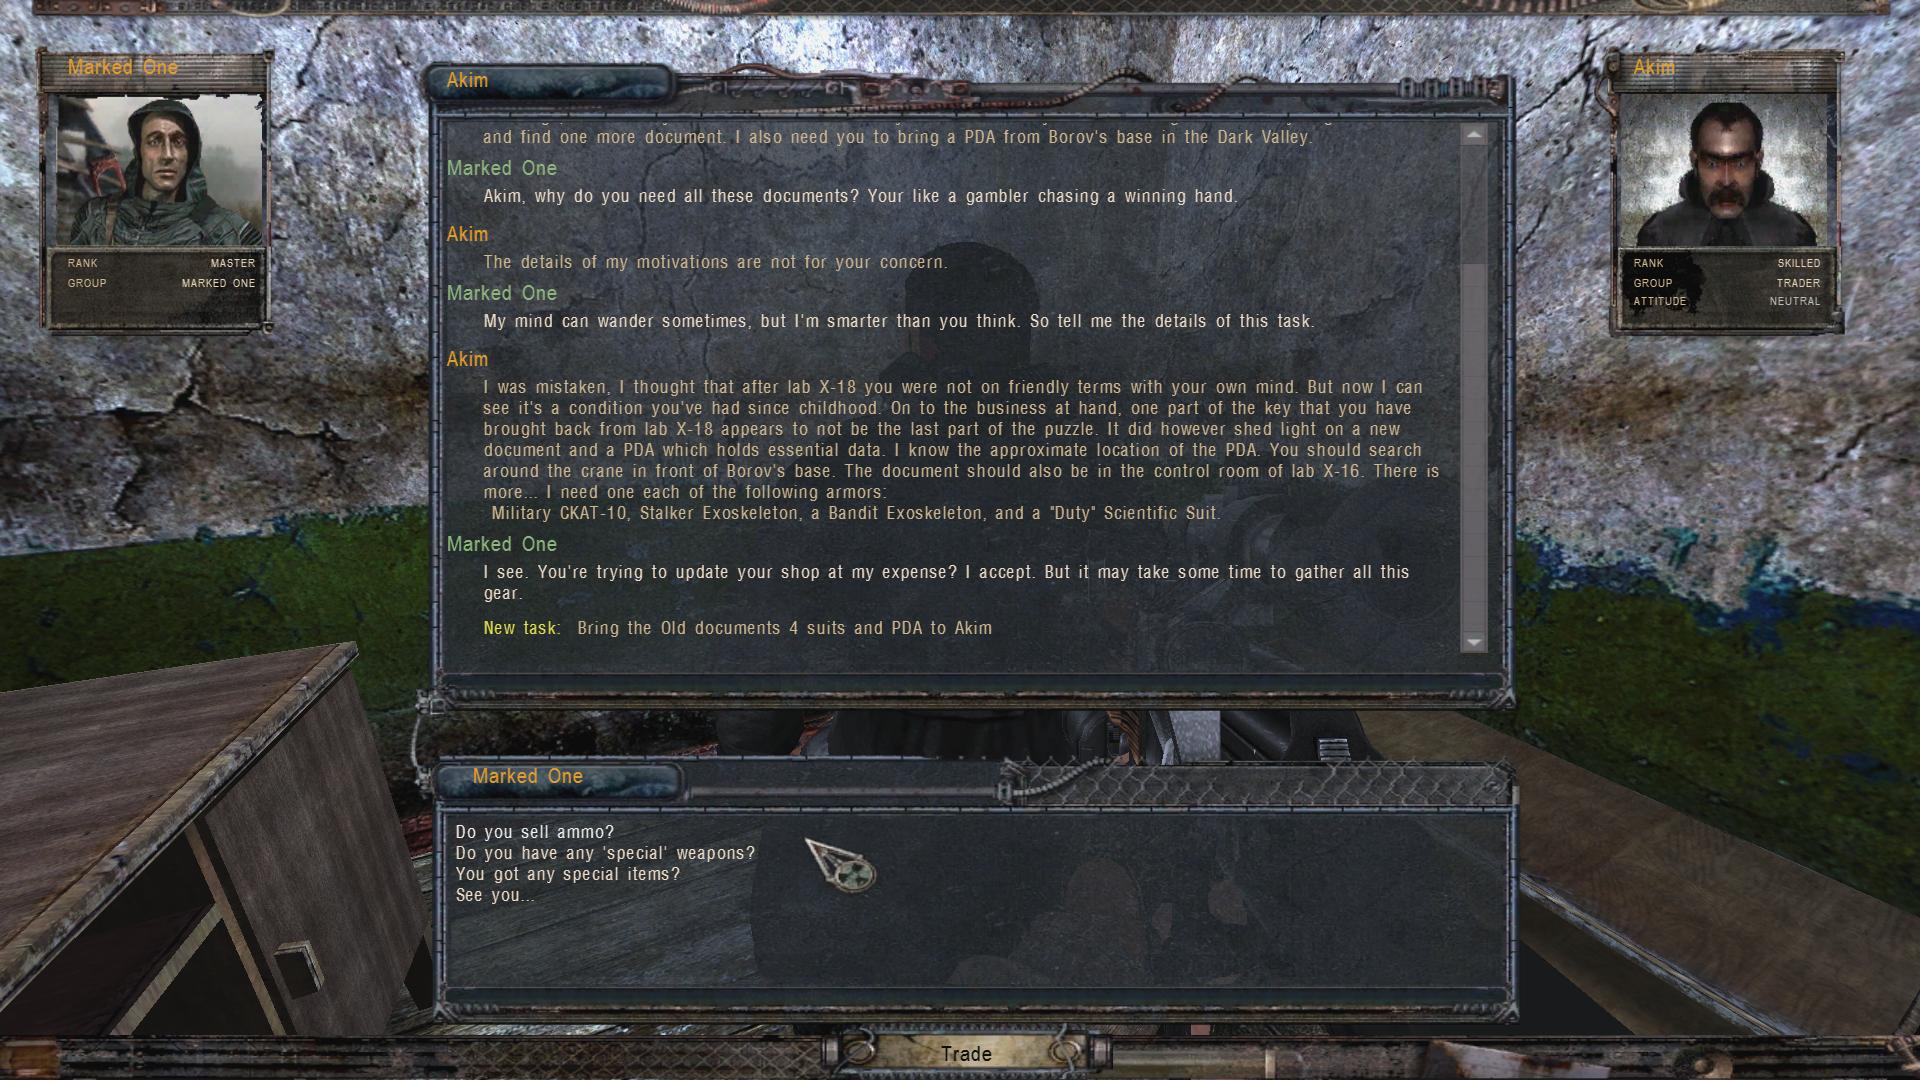 Marked One
RANK MASTER
GROUP MARKED ONE
Akim
and find one more document. I also need you to bring a PDA from Borov's base in the Dark Valley.
Marked One
Akim, why do you need all these documents? Your like a gambler chasing a winning hand.
Akim
The details of my motivations are not for your concern.
Marked One
My mind can wander sometimes, but I'm smarter than you think. So tell me the details of this task.
Akim
I was mistaken, I thought that after lab X-18 you were not on friendly terms with your own mind. But now I can
see it's a condition you've had since childhood. On to the business at hand, one part of the key that you have
brought back from lab X-18 appears to not be the last part of the puzzle. It did however shed light on a new
document and a PDA which holds essential data. I know the approximate location of the PDA. You should search
around the crane in front of Borov's base. The document should also be in the control room of lab X-16. There is
more... I need one each of the following armors:
Military CKAT-10, Stalker Exoskeleton, a Bandit Exoskeleton, and a "Duty" Scientific Suit.
Marked One
I see. You're trying to update your shop at my expense? I accept. But it may take some time to gather all this
gear.
New task: Bring the Old documents 4 suits and PDA to Akim
Akim
RANK SKILLED
GROUP TRADER
ATTITUDE NEUTRAL
Marked One
Do you sell ammo?
Do you have any 'special' weapons?
You got any special items?
See you...
Trade